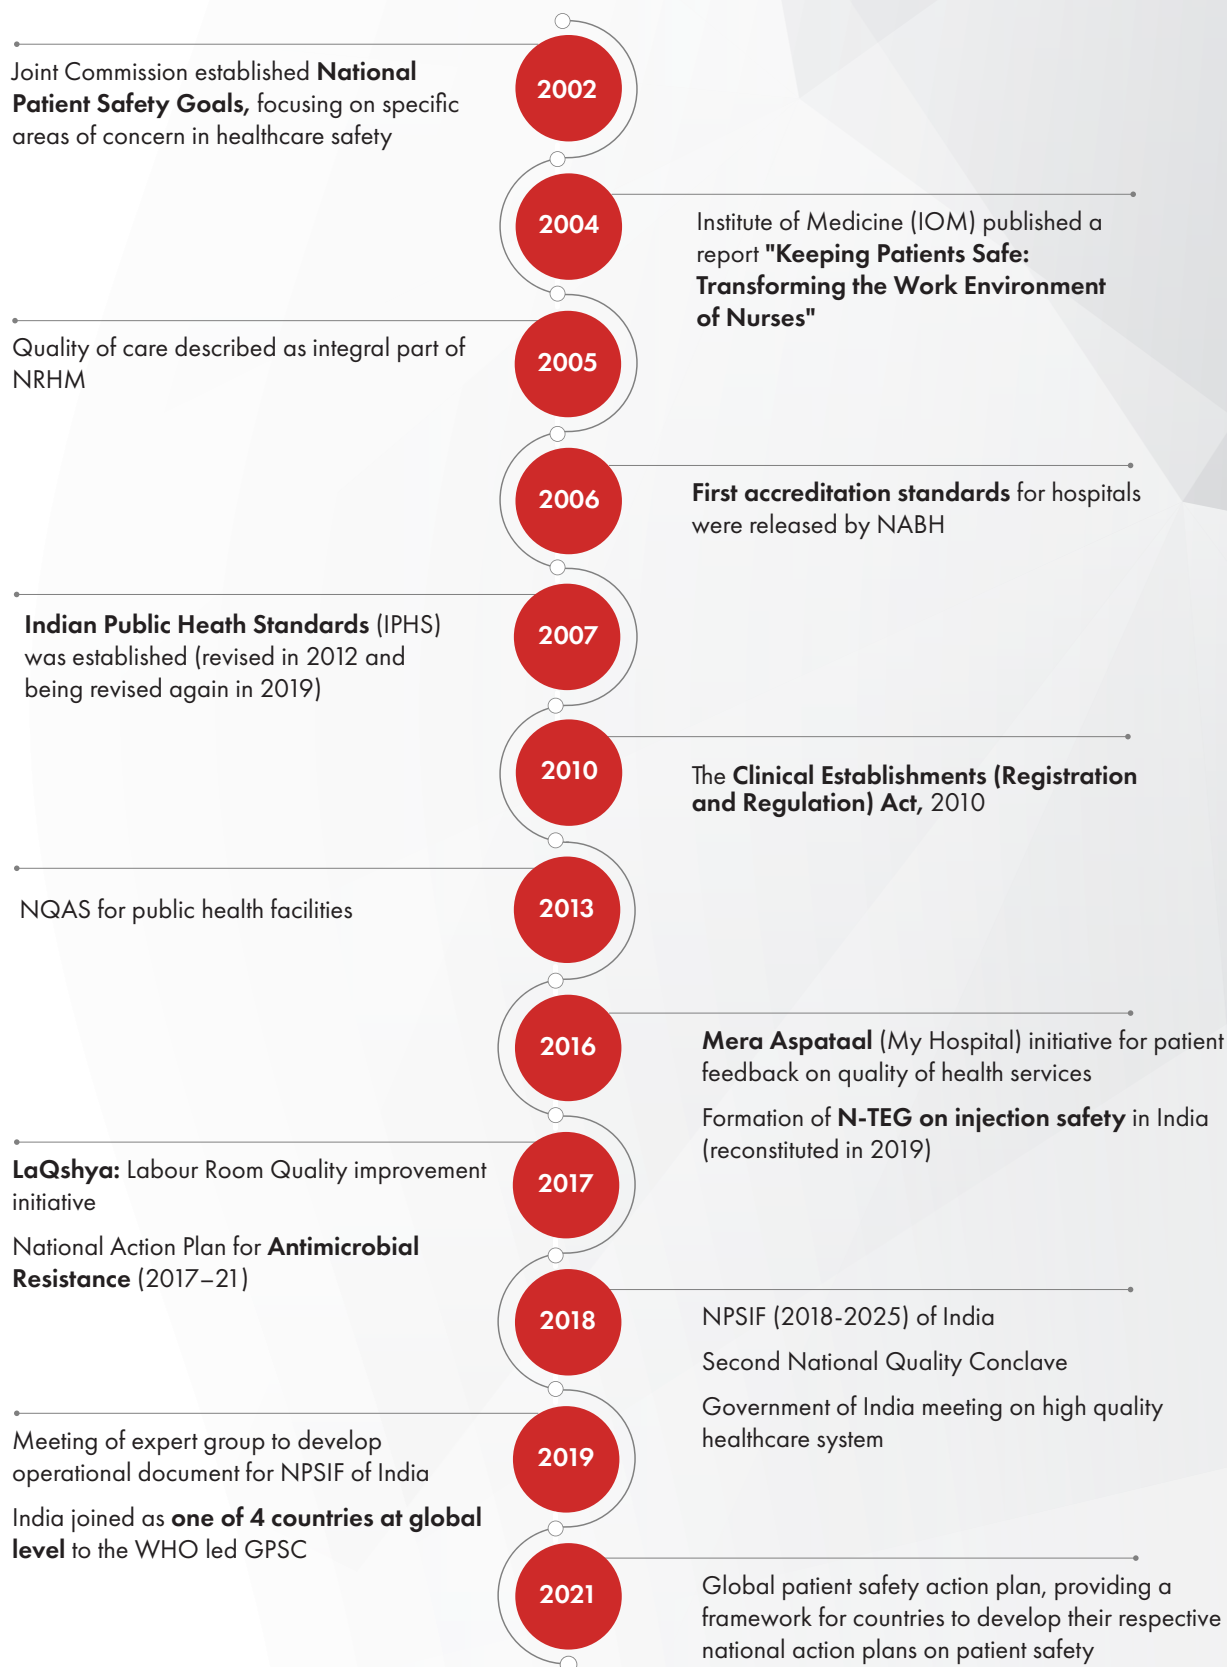 2002
Joint Commission established National
Patient Safety Goals, focusing on specific
areas of concern in healthcare safety
2004
Institute of Medicine (IOM) published a
report "Keeping Patients Safe:
Transforming the Work Environment
of Nurses"
2005
Quality of care described as integral part of
NRHM
2006
First accreditation standards for hospitals
were released by NABH
2007
Indian Public Heath Standards (IPHS)
was established (revised in 2012 and
being revised again in 2019)
2010
The Clinical Establishments (Registration
and Regulation) Act, 2010
2013
NQAS for public health facilities
2016
Mera Aspataal (My Hospital) initiative for patient
feedback on quality of health services
Formation of N-TEG on injection safety in India
(reconstituted in 2019)
2017
LaQshya: Labour Room Quality improvement
initiative
National Action Plan for Antimicrobial
Resistance (2017–21)
2018
NPSIF (2018-2025) of India
Second National Quality Conclave
Government of India meeting on high quality
healthcare system
2019
Meeting of expert group to develop
operational document for NPSIF of India
India joined as one of 4 countries at global
level to the WHO led GPSC
2021
Global patient safety action plan, providing a
framework for countries to develop their respective
national action plans on patient safety